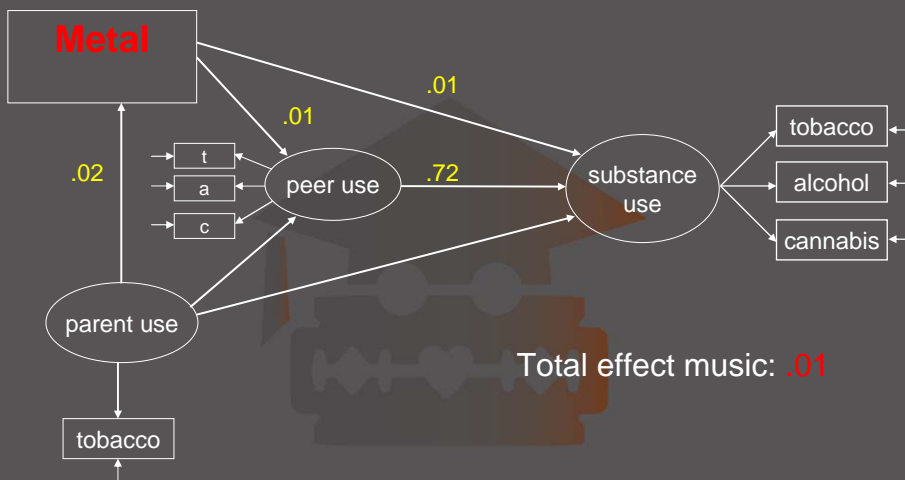 Metal
.01
.01
t
tobacco
.02
a
peer use
.72
substance
use
alcohol
c
cannabis
parent use
Total effect music: .01
tobacco